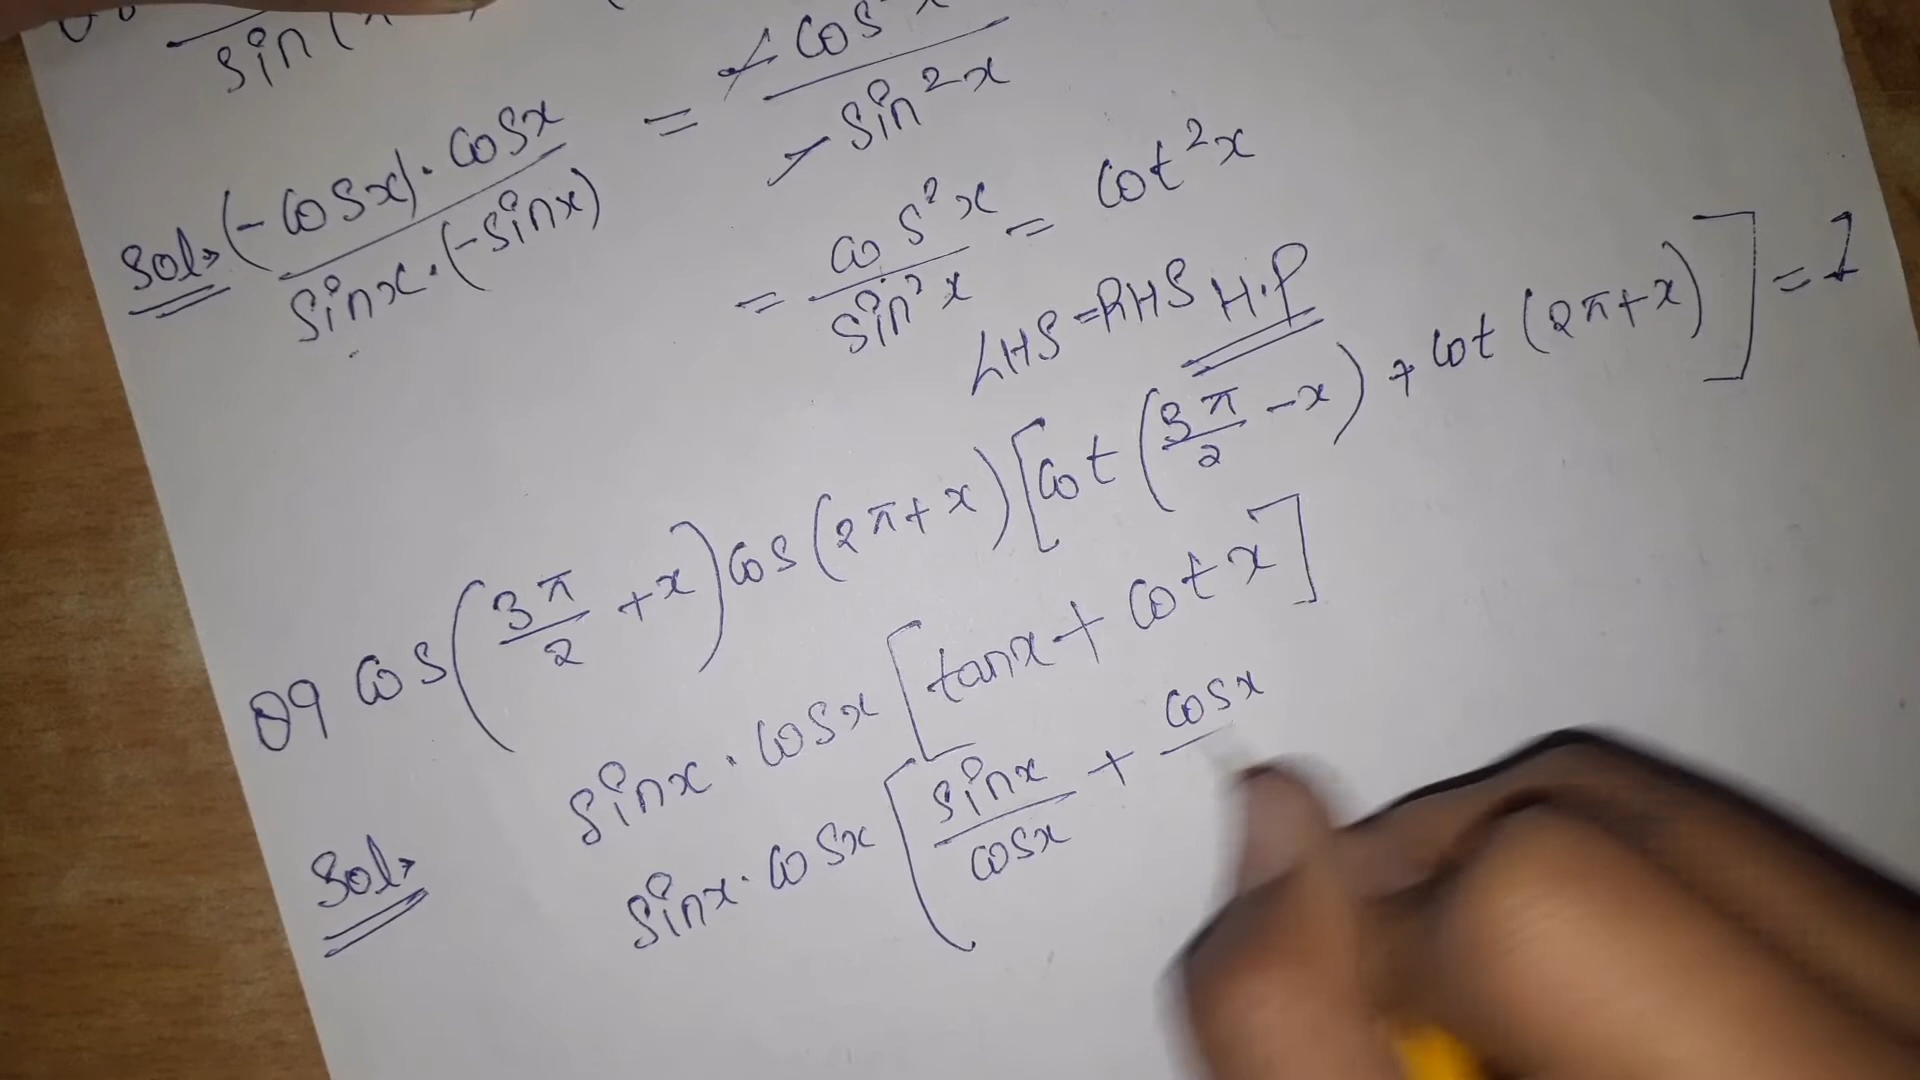 sin(x
Sol→ (-cosx)·cosx / sinx·(-sinx) = -cos²x / -sin²x
= cos²x / sin²x = cot²x
LHS=RHS H.P
Q9 cos(3π/2 +x)cos(2π+x)[cot(3π/2 -x)+cot(2π+x)]=1
Sol→ sinx·cosx[tanx+cotx]
sinx·cosx[sinx/cosx + cosx